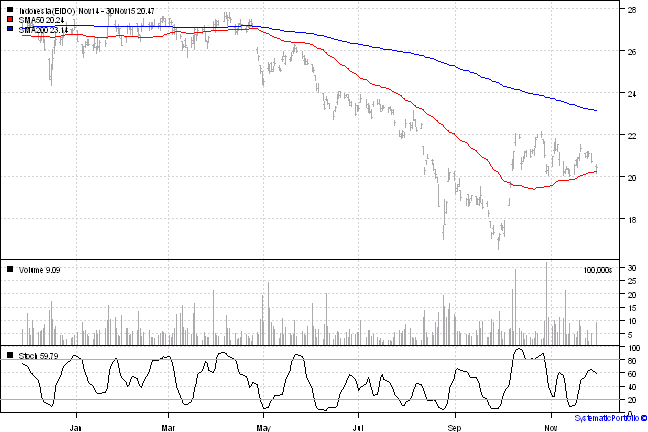 Indonesia(EIDO) Nov14 - 30Nov15 20.47
SMA50 20.24
SMA200 23.14
28
26
24
22
20
18
Volume 9.09
100,000s
30
25
20
15
10
5
Stoch 59.79
100
80
60
40
20
0
Jan Mar May Jul Sep Nov
SystematicPortfolio ©